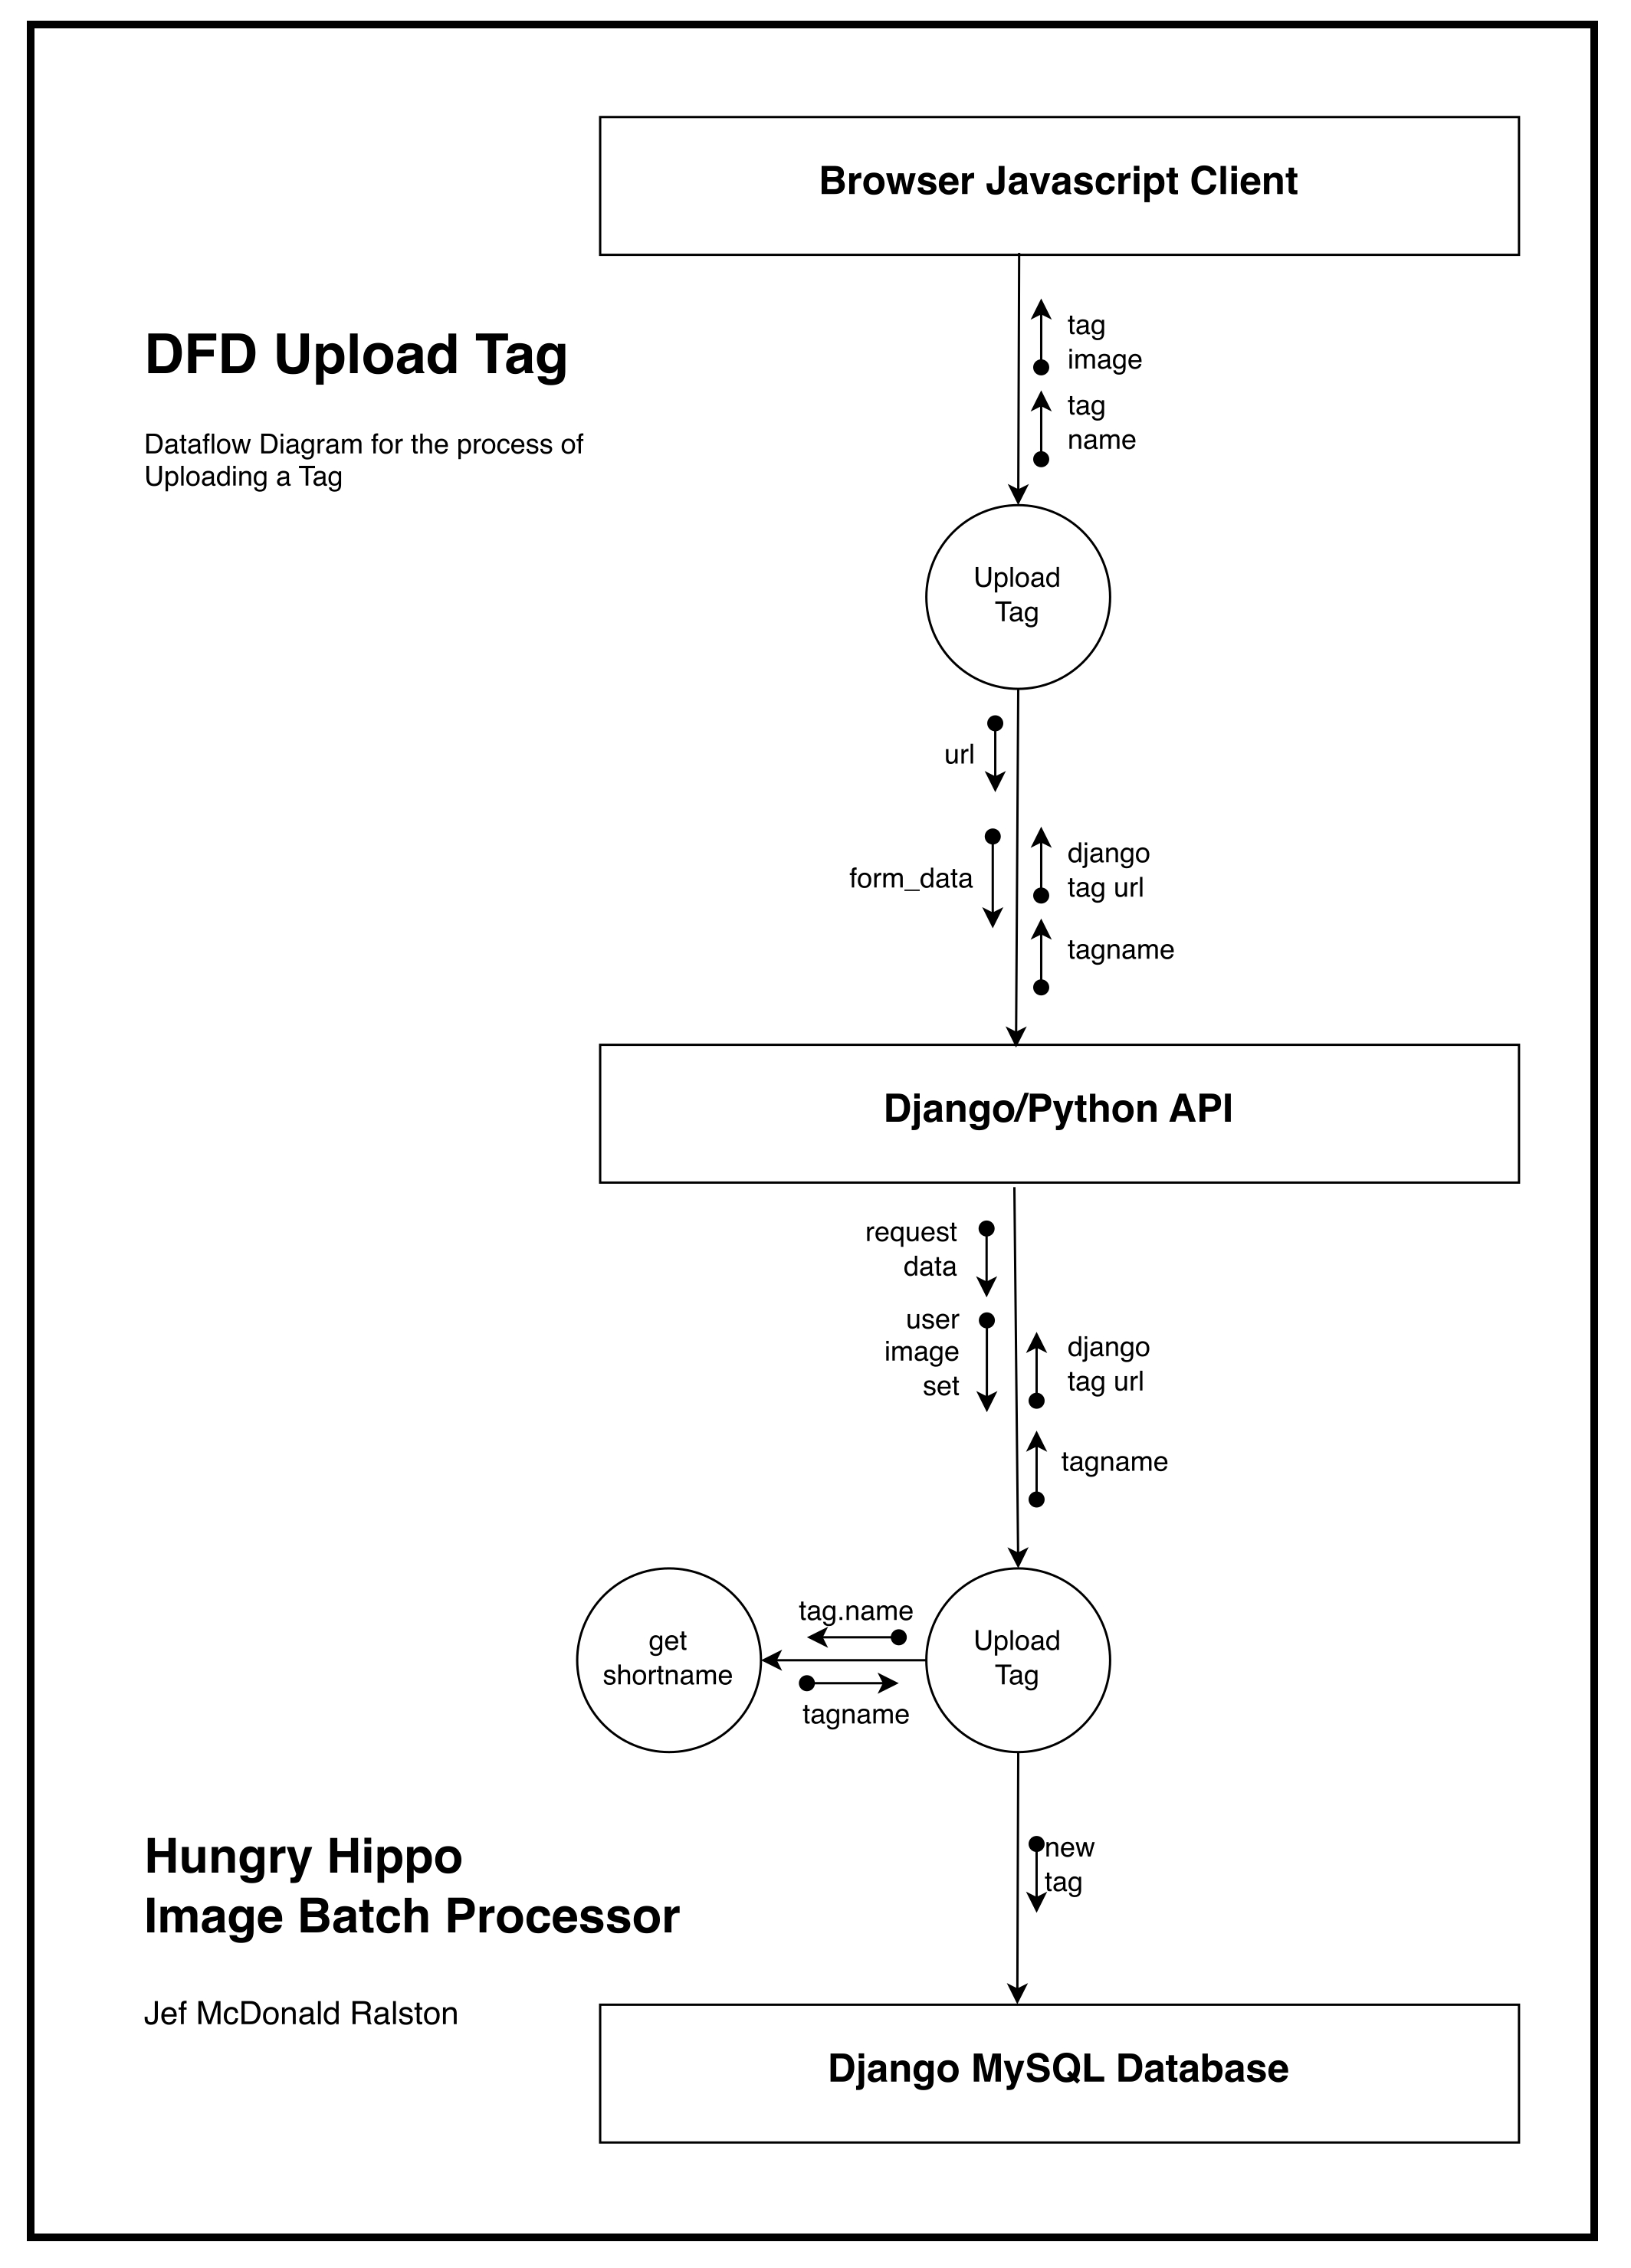 Browser Javascript Client
DFD Upload Tag
Dataflow Diagram for the process of
Uploading a Tag
tag
image
tag
name
Upload
Tag
url
form_data
django
tag url
tagname
Django/Python API
request
data
user
image
set
django
tag url
tagname
get
shortname
tag.name
tagname
Upload
Tag
new
tag
Hungry Hippo
Image Batch Processor
Jef McDonald Ralston
Django MySQL Database